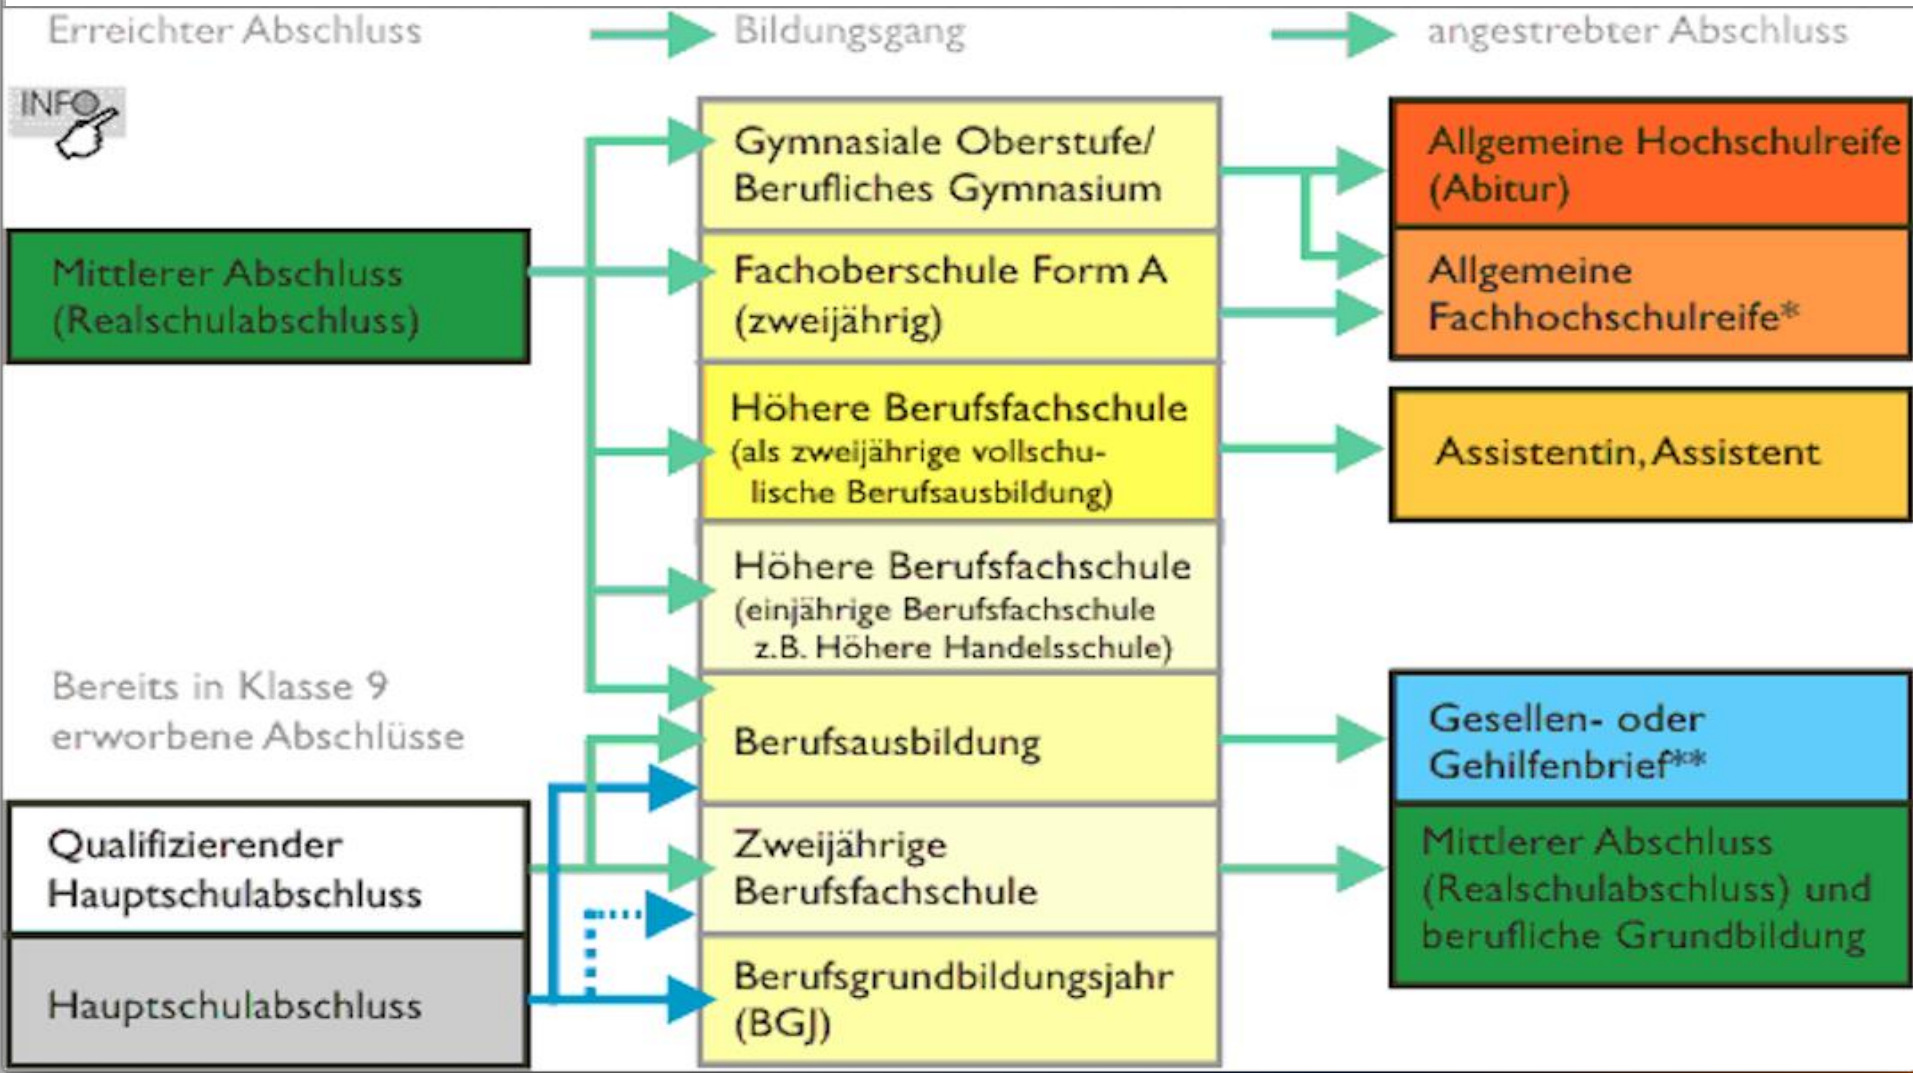 Erreichter Abschluss
Bildungsgang
angestrebter Abschluss
INFO
Mittlerer Abschluss
(Realschulabschluss)
Bereits in Klasse 9
erworbene Abschlüsse
Qualifizierender
Hauptschulabschluss
Hauptschulabschluss
Gymnasiale Oberstufe/
Berufliches Gymnasium
Fachoberschule Form A
(zweijährig)
Höhere Berufsfachschule
(als zweijährige vollschu-
lische Berufsausbildung)
Höhere Berufsfachschule
(einjährige Berufsfachschule
z.B. Höhere Handelsschule)
Berufsausbildung
Zweijährige
Berufsfachschule
Berufsgrundbildungsjahr
(BGJ)
Allgemeine Hochschulreife
(Abitur)
Allgemeine
Fachhochschulreife*
Assistentin, Assistent
Gesellen- oder
Gehilfenbrief**
Mittlerer Abschluss
(Realschulabschluss) und
berufliche Grundbildung